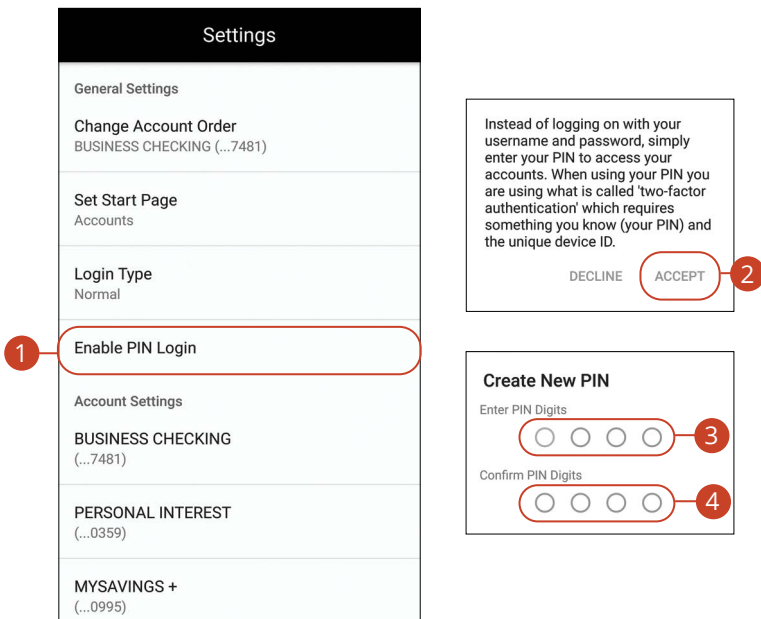 Settings
General Settings
Change Account Order
BUSINESS CHECKING (...7481)
Set Start Page
Accounts
Login Type
Normal
1
Enable PIN Login
Account Settings
BUSINESS CHECKING
(...7481)
PERSONAL INTEREST
(...0359)
MYSAVINGS +
(...0995)
Instead of logging on with your
username and password, simply
enter your PIN to access your
accounts. When using your PIN you
are using what is called 'two-factor
authentication' which requires
something you know (your PIN) and
the unique device ID.
DECLINE ACCEPT 2
Create New PIN
Enter PIN Digits
3
Confirm PIN Digits
4